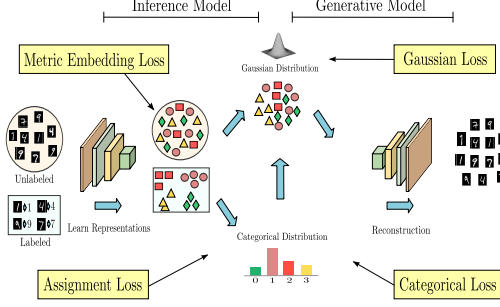 Inference Model
Generative Model
Metric Embedding Loss
Gaussian Loss
Gaussian Distribution
Unlabeled
Labeled
Learn Representations
Categorical Distribution
Reconstruction
0 1 2 3
Assignment Loss
Categorical Loss